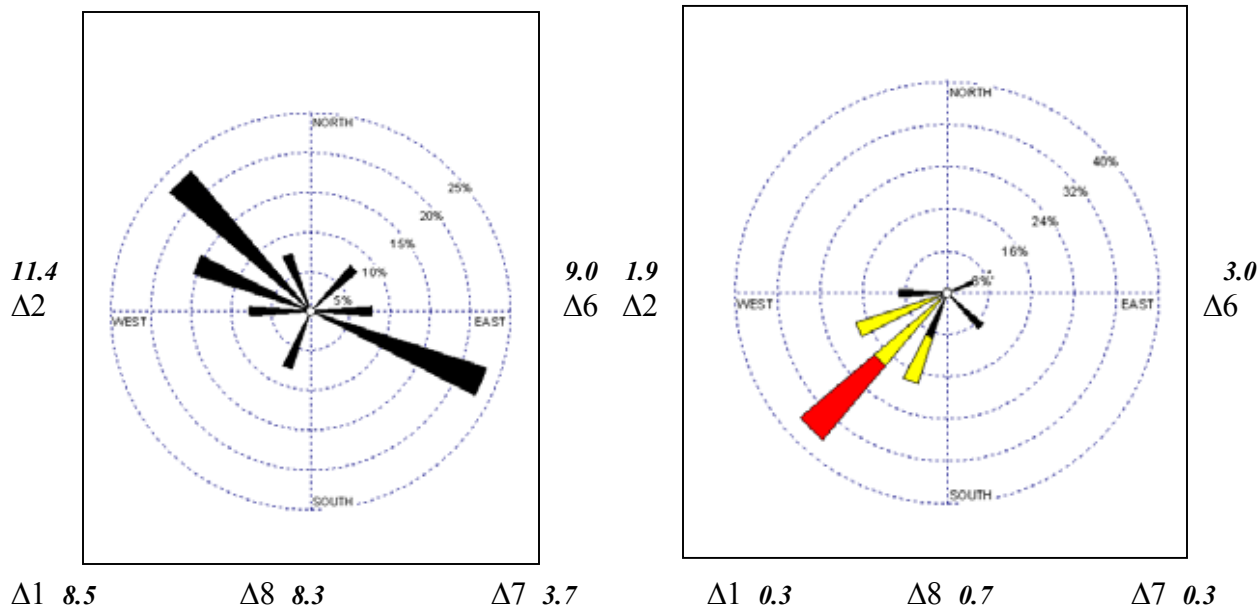 NORTH
25%
20%
15%
10%
5%
WEST
EAST
SOUTH
11.4
Δ2
9.0
Δ6
Δ1 8.5
Δ8 8.3
Δ7 3.7
NORTH
40%
32%
24%
16%
8%
WEST
EAST
SOUTH
1.9
Δ2
3.0
Δ6
Δ1 0.3
Δ8 0.7
Δ7 0.3